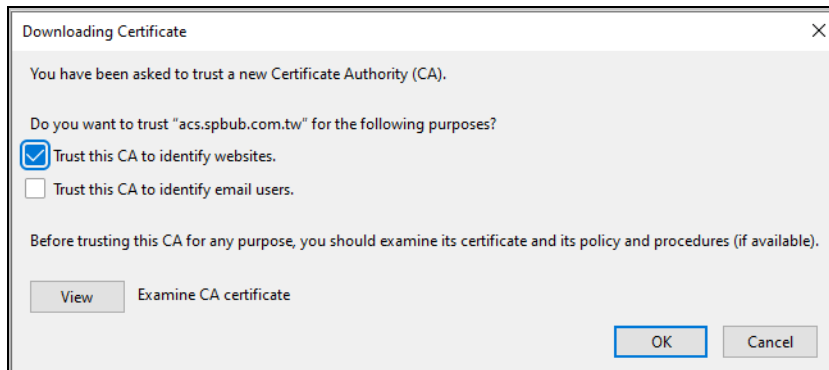 Downloading Certificate
You have been asked to trust a new Certificate Authority (CA).
Do you want to trust “acs.spbub.com.tw” for the following purposes?
Trust this CA to identify websites.
Trust this CA to identify email users.
Before trusting this CA for any purpose, you should examine its certificate and its policy and procedures (if available).
View Examine CA certificate
OK Cancel